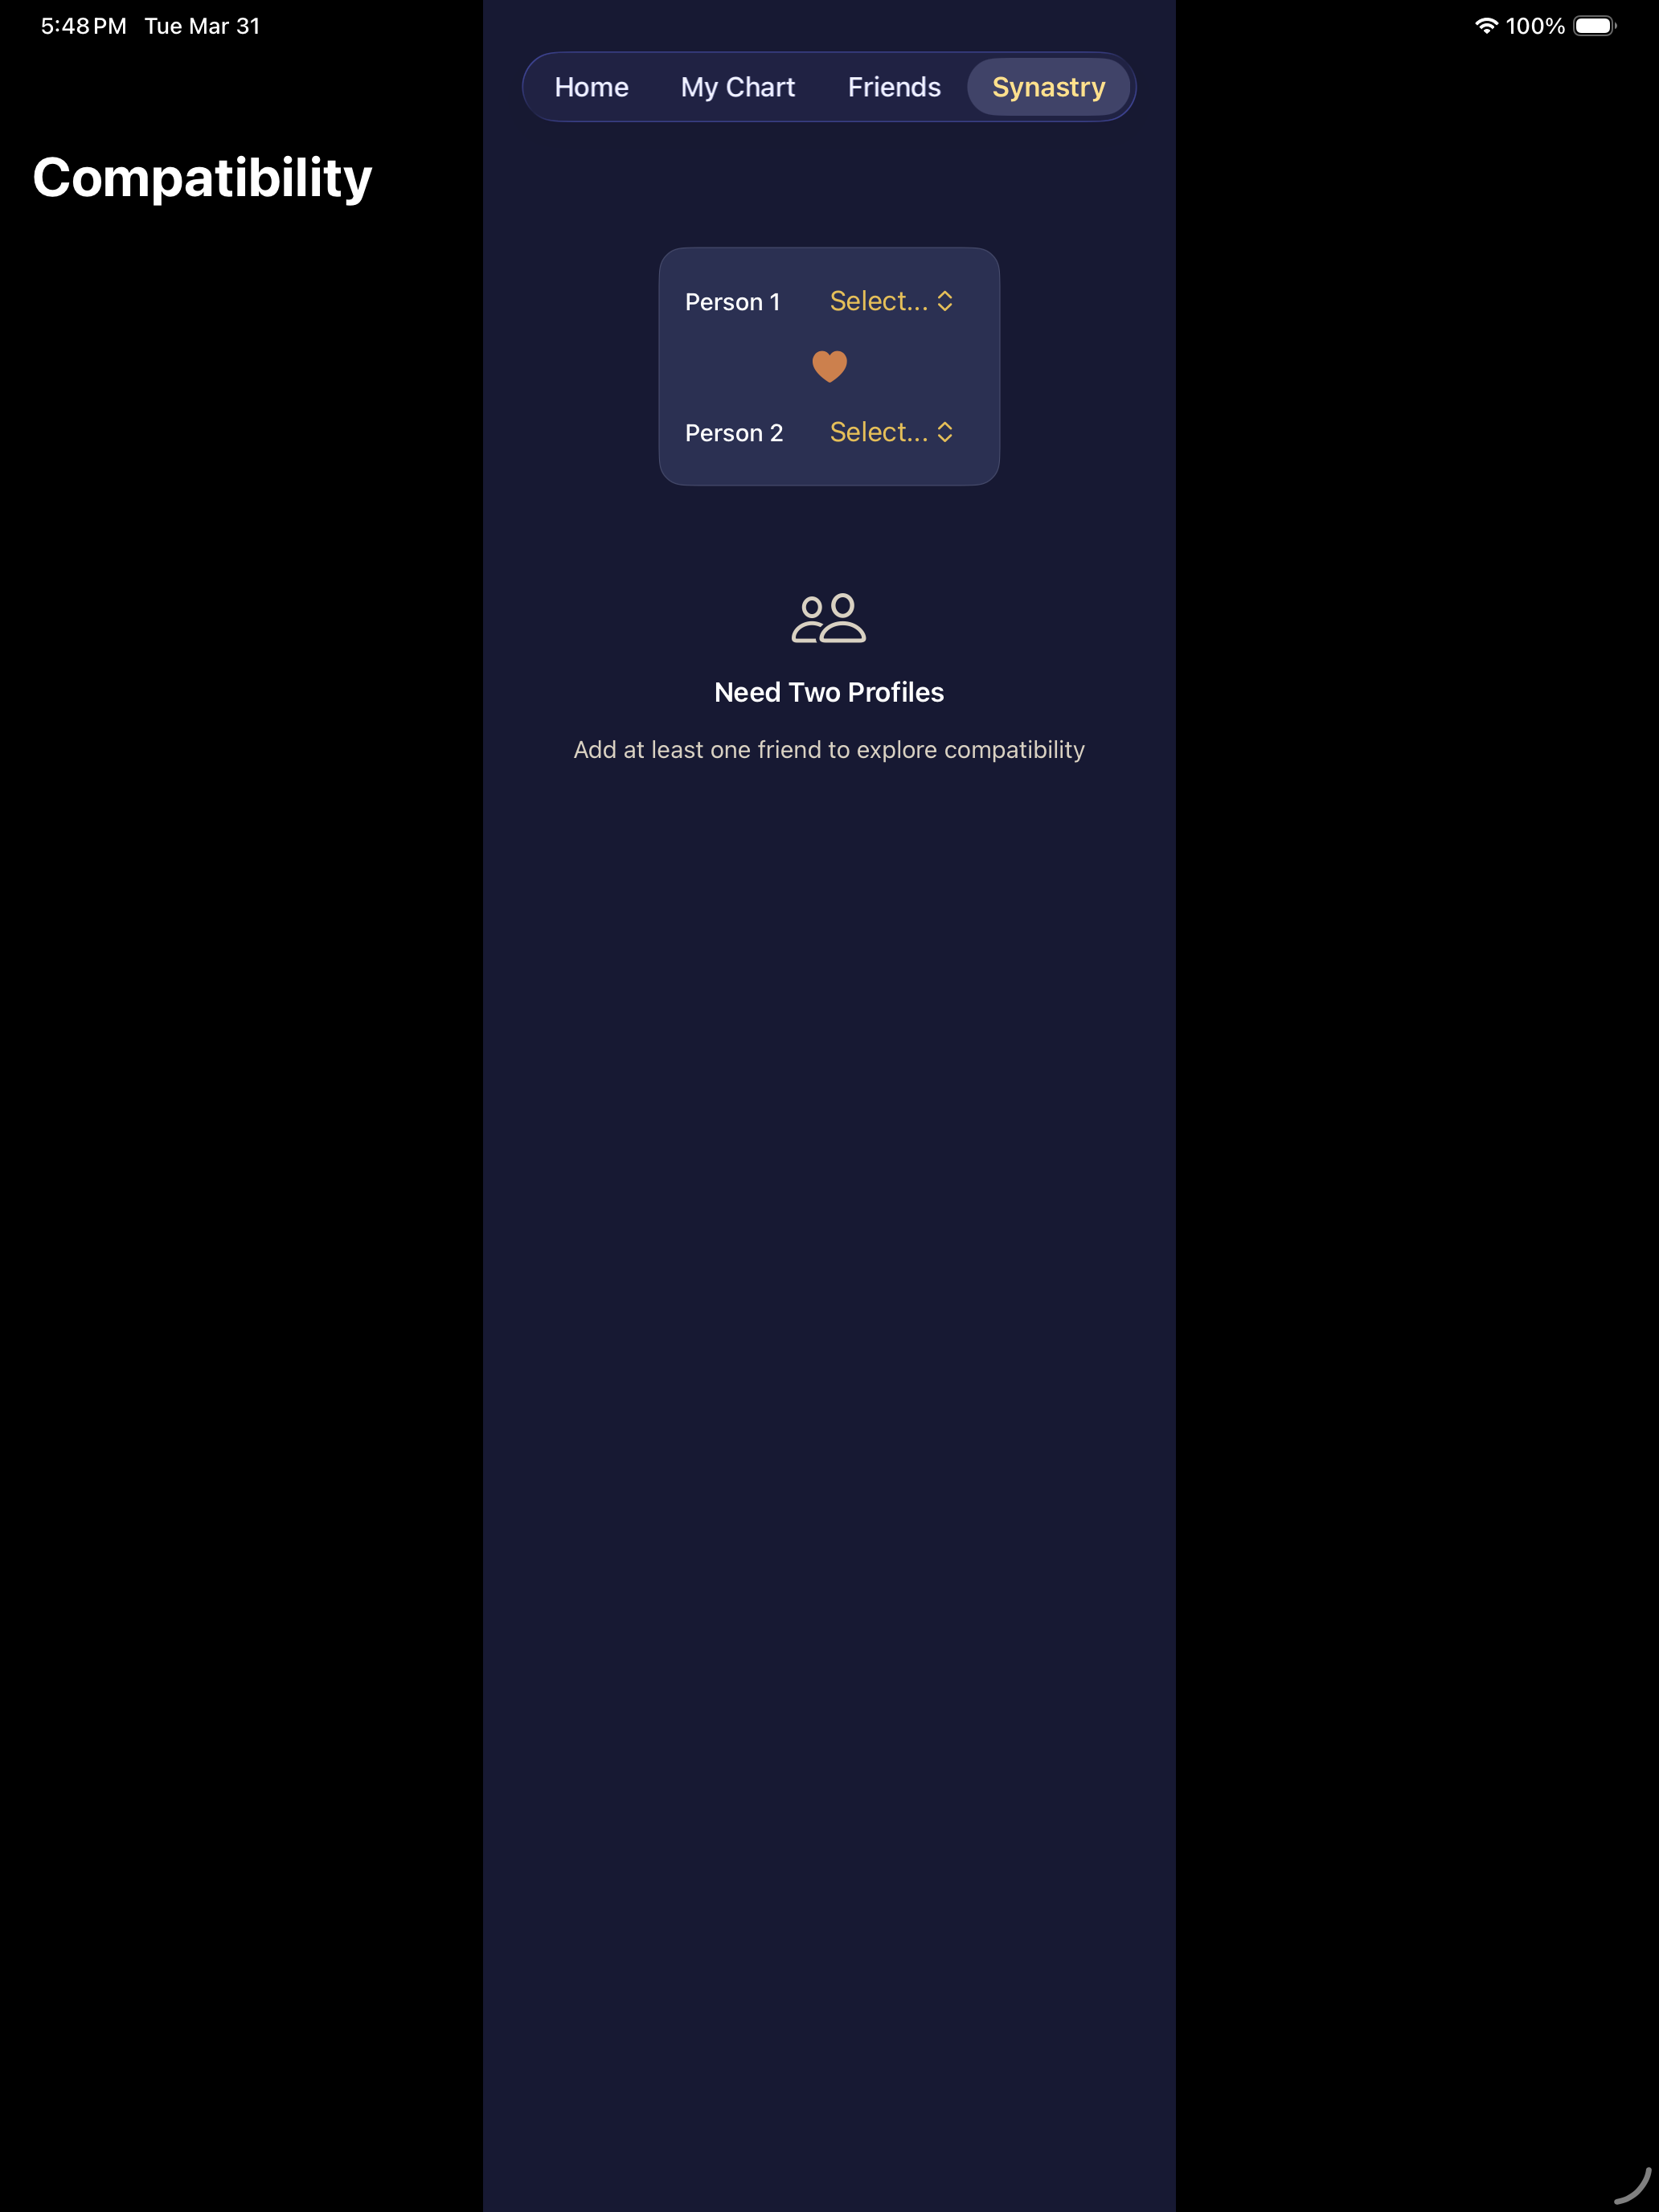 5:48 PM Tue Mar 31
100%
Home My Chart Friends Synastry
Compatibility
Person 1 Select...
Person 2 Select...
Need Two Profiles
Add at least one friend to explore compatibility